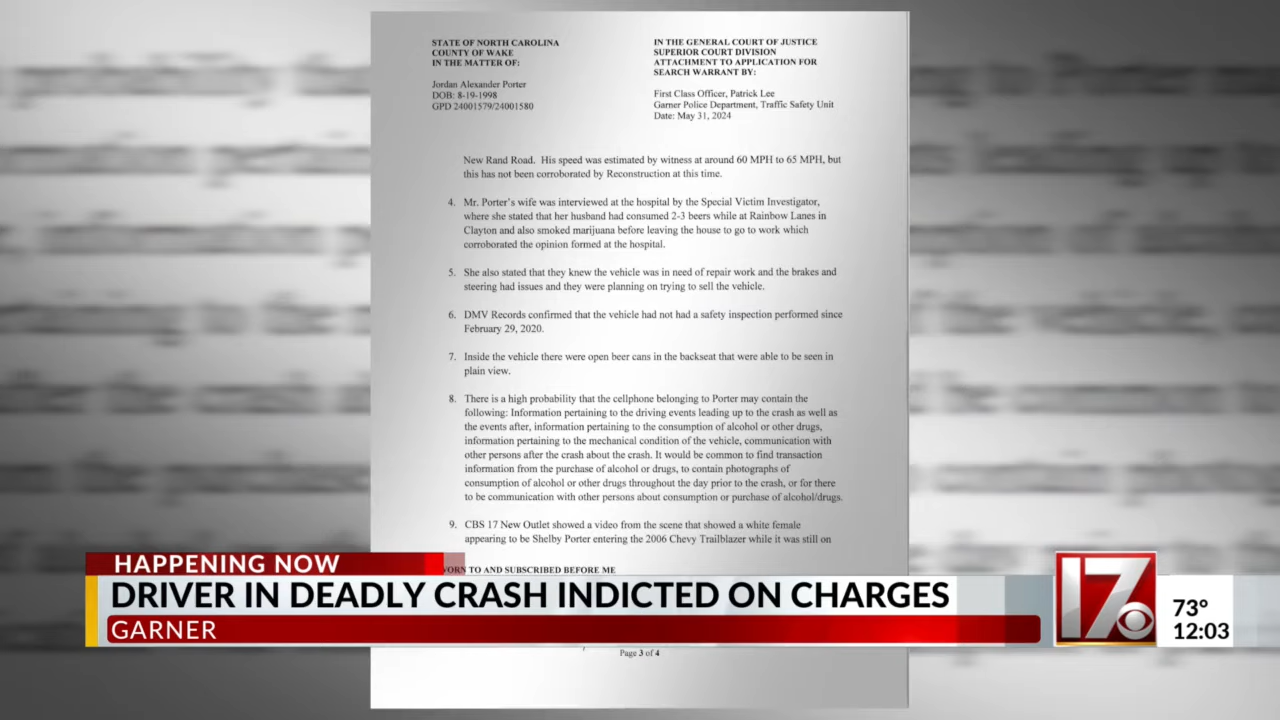 STATE OF NORTH CAROLINA
COUNTY OF WAKE
IN THE MATTER OF:
Jordan Alexander Porter
DOB: 8-19-1998
GPD 24001579/24001580
IN THE GENERAL COURT OF JUSTICE
SUPERIOR COURT DIVISION
ATTACHMENT TO APPLICATION FOR
SEARCH WARRANT BY:
First Class Officer, Patrick Lee
Garner Police Department, Traffic Safety Unit
Date: May 31, 2024
New Rand Road. His speed was estimated by witness at around 60 MPH to 65 MPH, but
this has not been corroborated by Reconstruction at this time.
4. Mr. Porter's wife was interviewed at the hospital by the Special Victim Investigator,
where she stated that her husband had consumed 2-3 beers while at Rainbow Lanes in
Clayton and also smoked marijuana before leaving the house to go to work which
corroborated the opinion formed at the hospital.
5. She also stated that they knew the vehicle was in need of repair work and the brakes and
steering had issues and they were planning on trying to sell the vehicle.
6. DMV Records confirmed that the vehicle had not had a safety inspection performed since
February 29, 2020.
7. Inside the vehicle there were open beer cans in the backseat that were able to be seen in
plain view.
8. There is a high probability that the cellphone belonging to Porter may contain the
following: Information pertaining to the driving events leading up to the crash as well as
the events after, information pertaining to the consumption of alcohol or other drugs,
information pertaining to the mechanical condition of the vehicle, communication with
other persons after the crash about the crash. It would be common to find transaction
information from the purchase of alcohol or drugs, to contain photographs of
consumption of alcohol or other drugs throughout the day prior to the crash, or for there
to be communication with other persons about consumption or purchase of alcohol/drugs.
9. CBS 17 New Outlet showed a video from the scene that showed a white female
appearing to be Shelby Porter entering the 2006 Chevy Trailblazer while it was still on
WORN TO AND SUBSCRIBED BEFORE ME
HAPPENING NOW
DRIVER IN DEADLY CRASH INDICTED ON CHARGES
GARNER
17
73°
12:03
Page 3 of 4